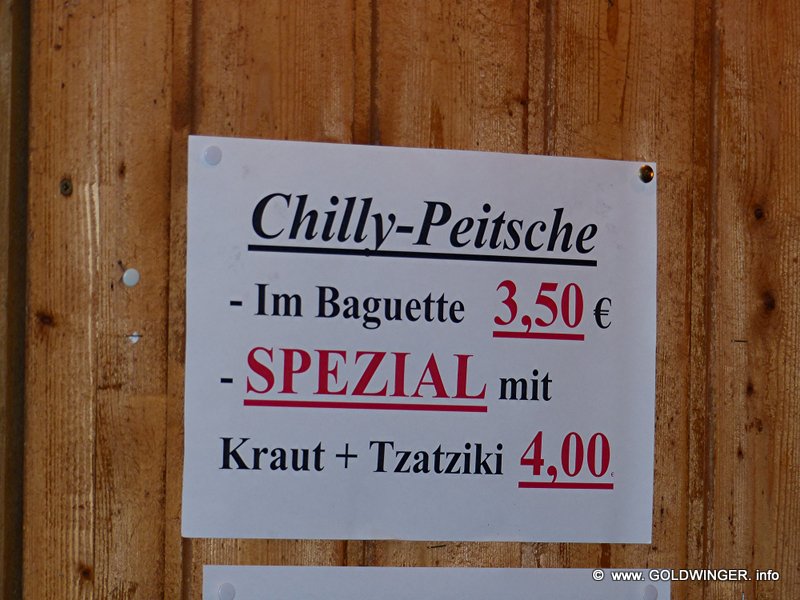 Chilly-Peitsche
- Im Baguette 3,50 €
- SPEZIAL mit
Kraut + Tzatziki 4,00 €
© www. GOLDWINGER. info